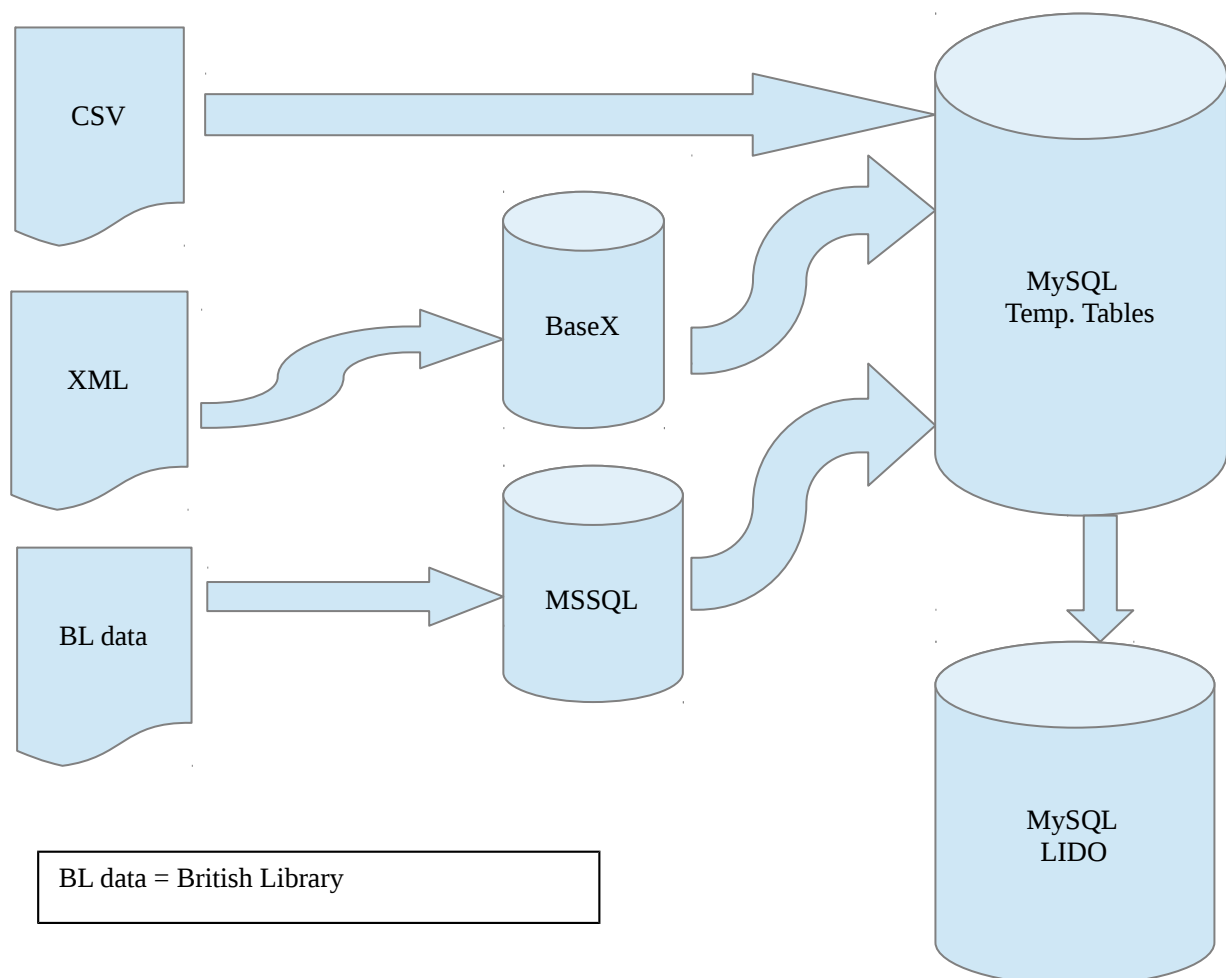 CSV
MySQL
Temp. Tables
BaseX
XML
MSSQL
BL data
MySQL
LIDO
BL data = British Library